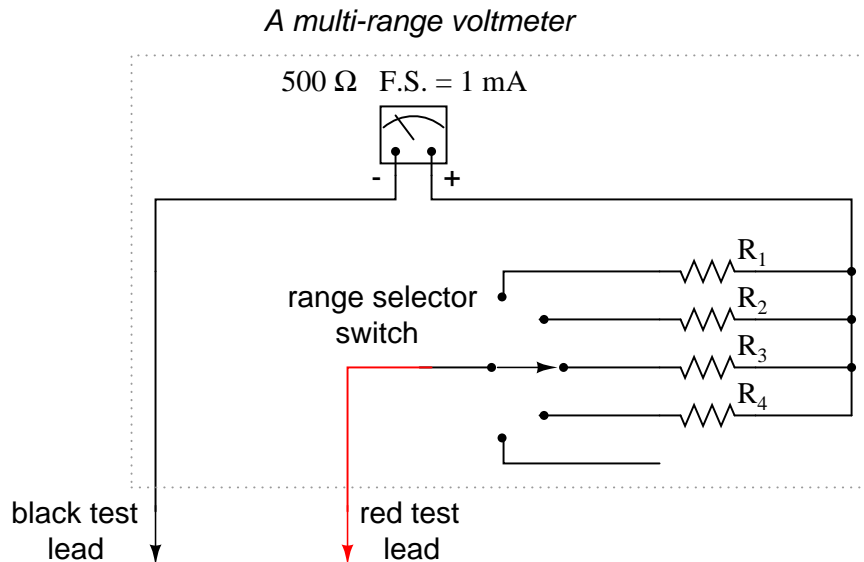 A multi-range voltmeter
500 Ω F.S. = 1 mA
- +
R1
range selector
switch
R2
R3
R4
black test
lead
red test
lead